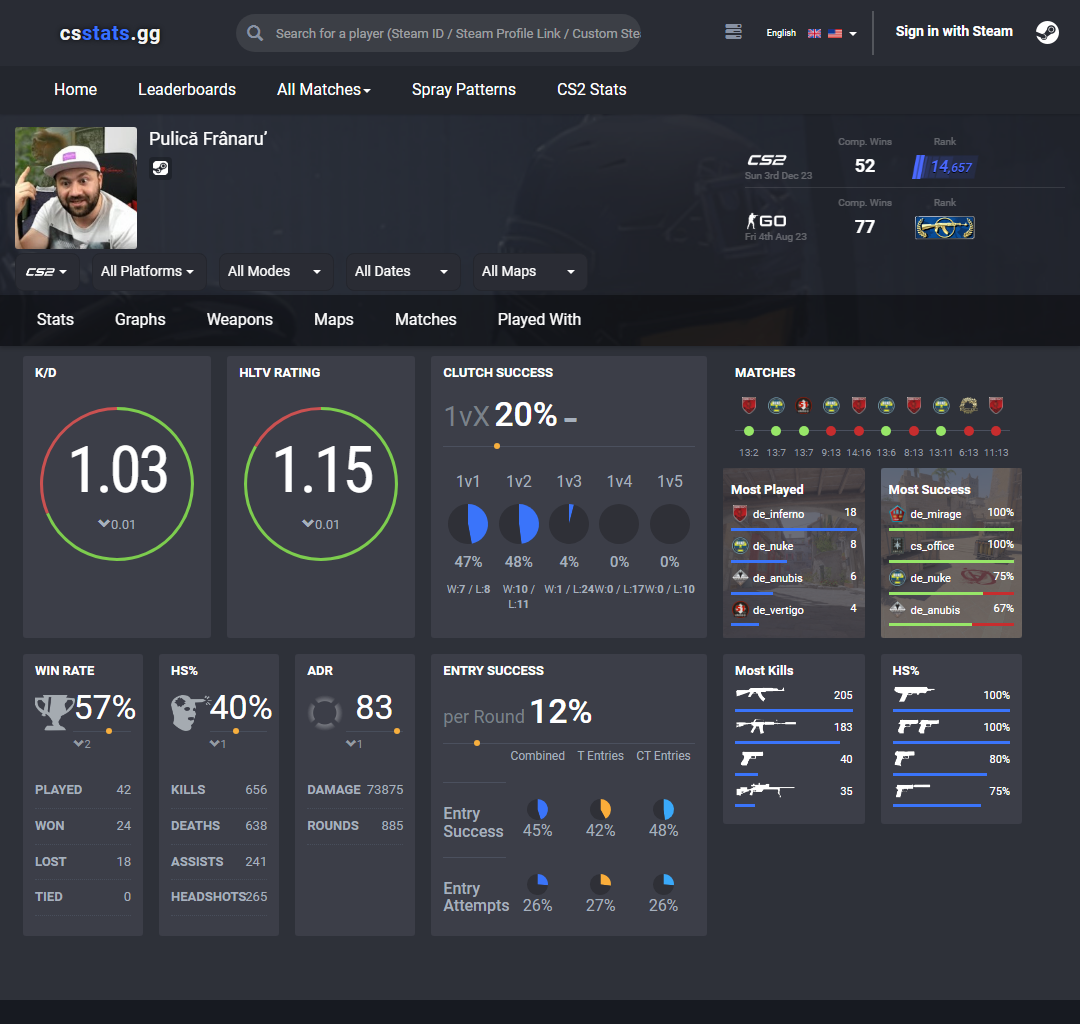 csstats.gg
Search for a player (Steam ID / Steam Profile Link / Custom Ste
English
Sign in with Steam
Home
Leaderboards
All Matches
Spray Patterns
CS2 Stats
Pulică Frânaru’
Comp. Wins
Rank
CS2
Sun 3rd Dec 23
52
14,657
Comp. Wins
Rank
GO
Fri 4th Aug 23
77
CS2
All Platforms
All Modes
All Dates
All Maps
Stats
Graphs
Weapons
Maps
Matches
Played With
K/D
1.03
0.01
HLTV RATING
1.15
0.01
CLUTCH SUCCESS
1vX 20%
1v1 1v2 1v3 1v4 1v5
47% 48% 4% 0% 0%
W:7 / L:8 W:10 / L:11 W:1 / L:24 W:0 / L:17 W:0 / L:10
MATCHES
13:2 13:7 13:7 9:13 14:16 13:6 8:13 13:11 6:13 11:13
Most Played
de_inferno 18
de_nuke 8
de_anubis 6
de_vertigo 4
Most Success
de_mirage 100%
cs_office 100%
de_nuke 75%
de_anubis 67%
WIN RATE
57%
2
PLAYED 42
WON 24
LOST 18
TIED 0
HS%
40%
1
KILLS 656
DEATHS 638
ASSISTS 241
HEADSHOTS 265
ADR
83
1
DAMAGE 73875
ROUNDS 885
ENTRY SUCCESS
per Round 12%
Combined T Entries CT Entries
Entry Success
45% 42% 48%
Entry Attempts
26% 27% 26%
Most Kills
205
183
40
35
HS%
100%
100%
80%
75%